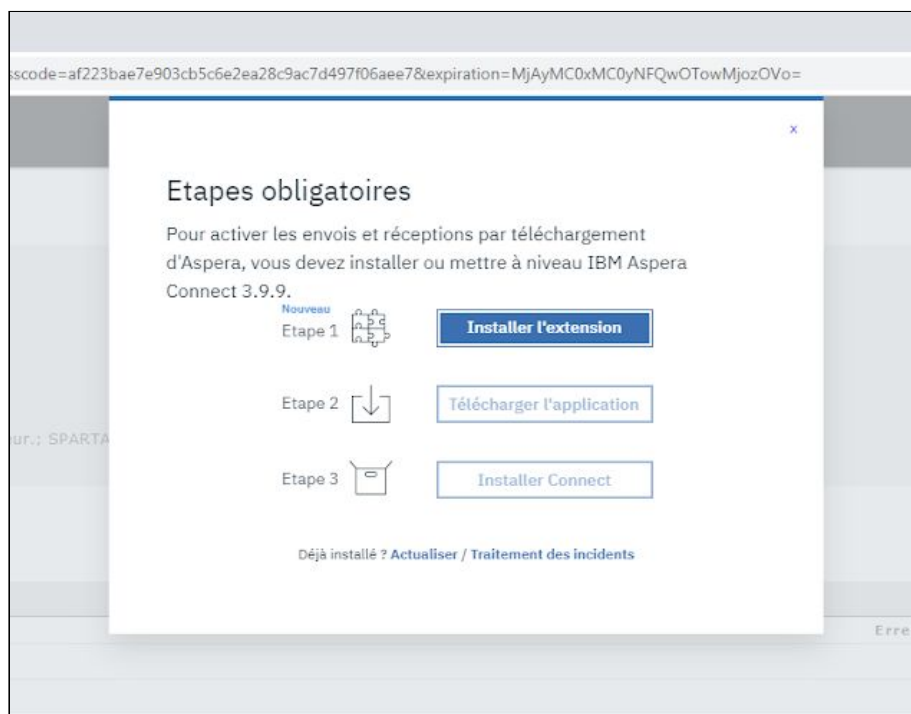 sscode=af223bae7e903cb5c6e2ea28c9ac7d497f06aee7&expiration=MjAyMC0xMC0yNFQwOTowMjozOVo=
x
Etapes obligatoires
Pour activer les envois et réceptions par téléchargement
d'Aspera, vous devez installer ou mettre à niveau IBM Aspera
Connect 3.9.9.
Nouveau
Etape 1 Installer l'extension
Etape 2 Télécharger l'application
eur.; SPARTA
Etape 3 Installer Connect
Déjà installé ? Actualiser / Traitement des incidents
Erre